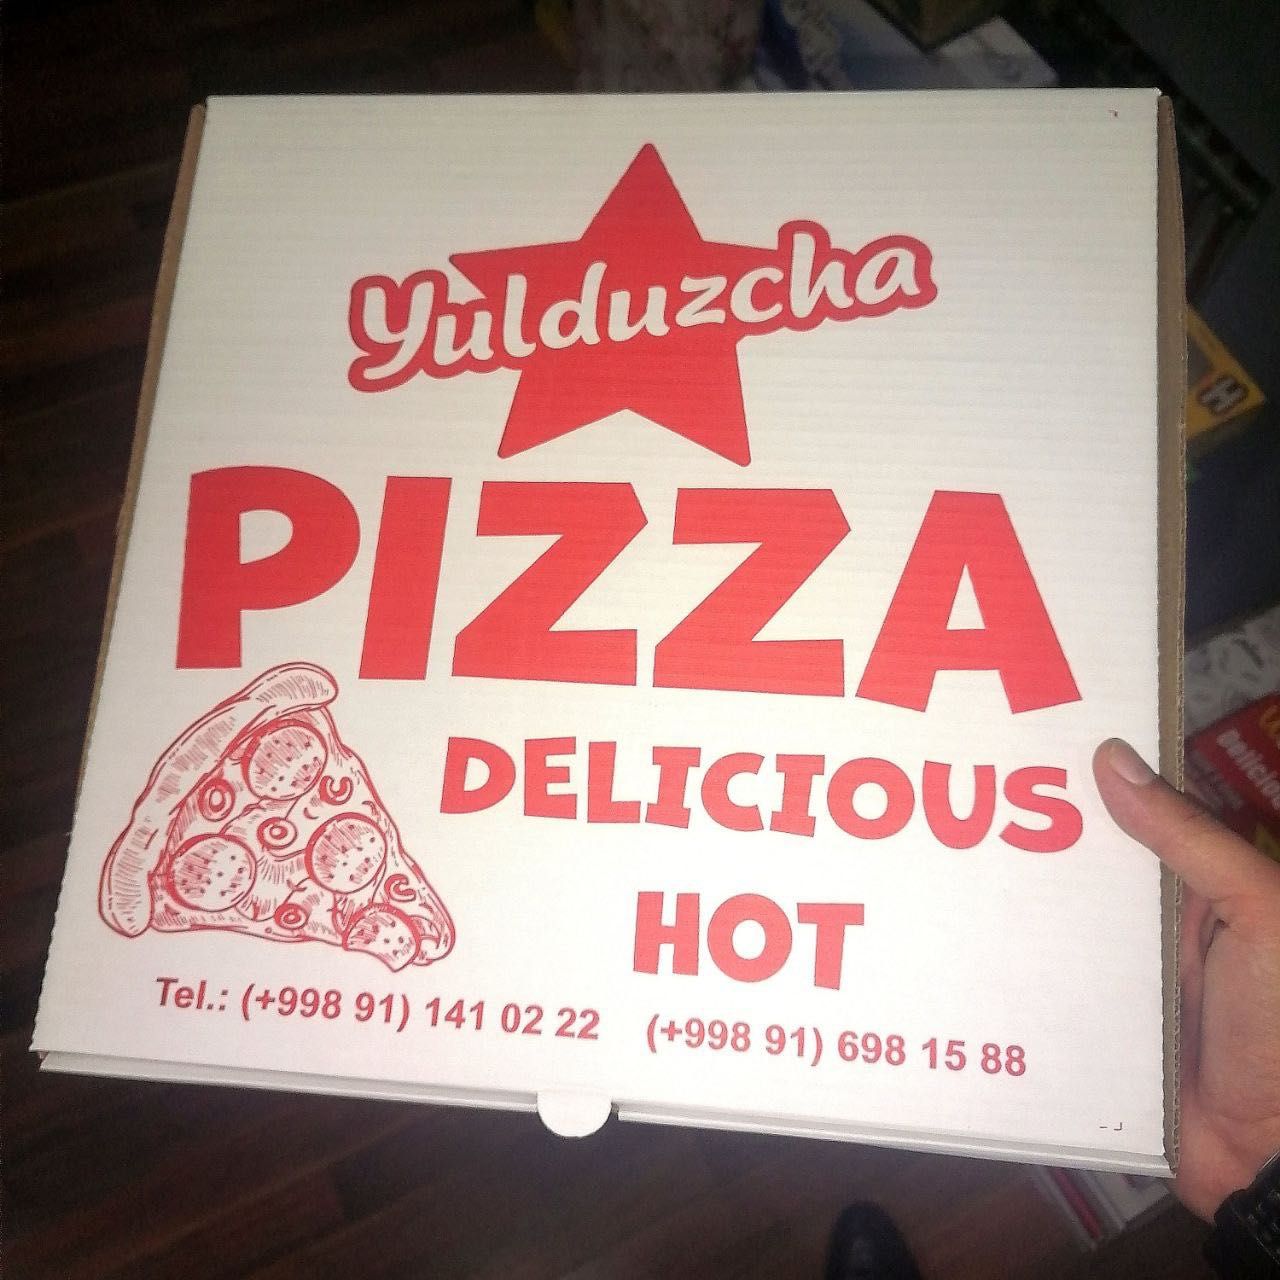 Yulduzcha
PIZZA
DELICIOUS
HOT
Tel.: (+998 91) 141 02 22 (+998 91) 698 15 88